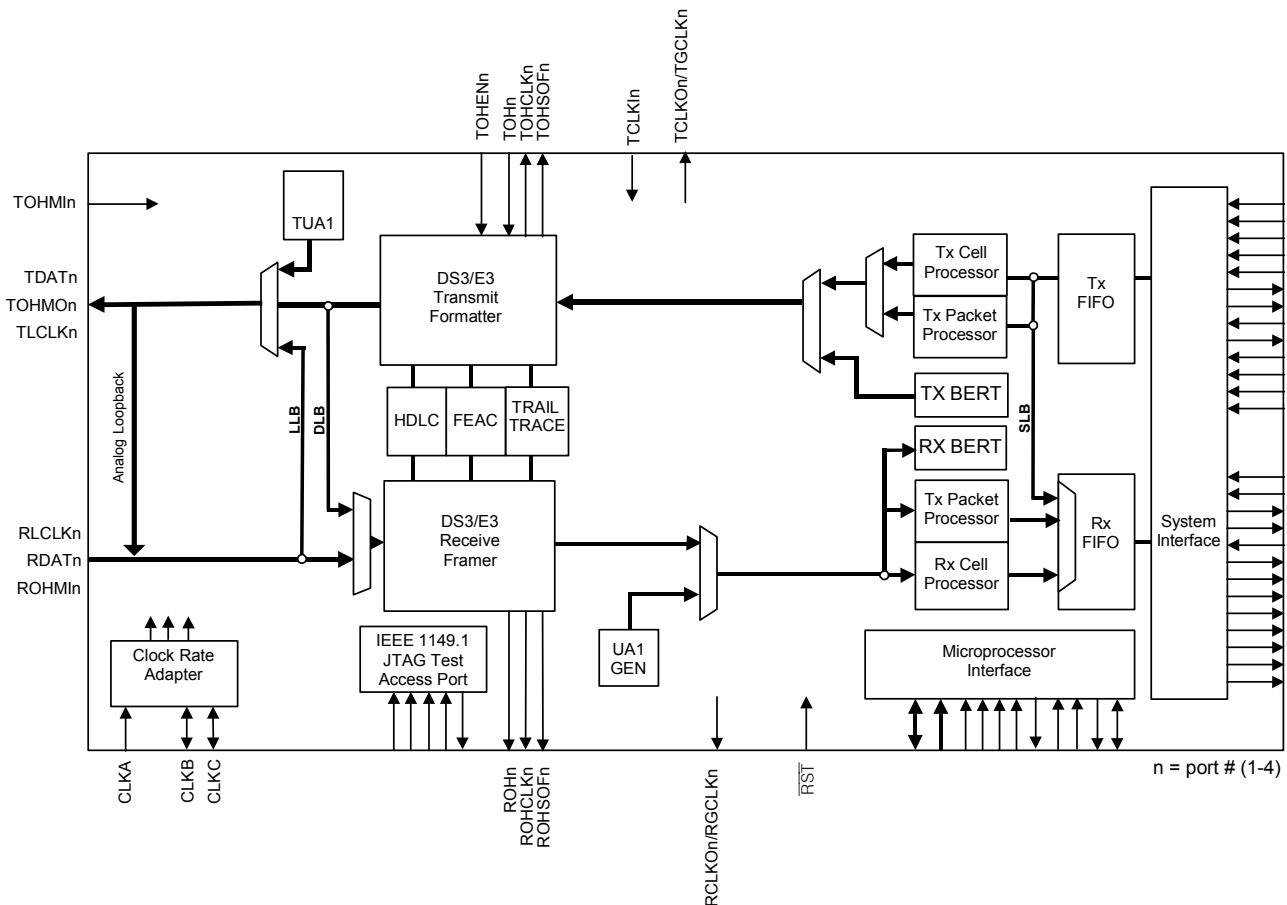 TOHENn
TOHn
TOHCLKn
TOHSOFn
TCLKIn
TCLKOn/TGCLKn
TOHMIn
TDATn
TOHMOn
TLCLKn
TUA1
DS3/E3
Transmit
Formatter
Tx Cell
Processor
Tx Packet
Processor
Tx
FIFO
TX BERT
RX BERT
HDLC
FEAC
TRAIL
TRACE
Analog Loopback
LLB
DLB
SLB
RLCLKn
RDATn
ROHMIn
DS3/E3
Receive
Framer
Tx Packet
Processor
Rx Cell
Processor
Rx
FIFO
System
Interface
Clock Rate
Adapter
IEEE 1149.1
JTAG Test
Access Port
UA1
GEN
Microprocessor
Interface
CLKA
CLKB
CLKC
ROHn
ROHCLKn
ROHSOFn
RCLKOn/RGCLKn
RST
n = port # (1-4)